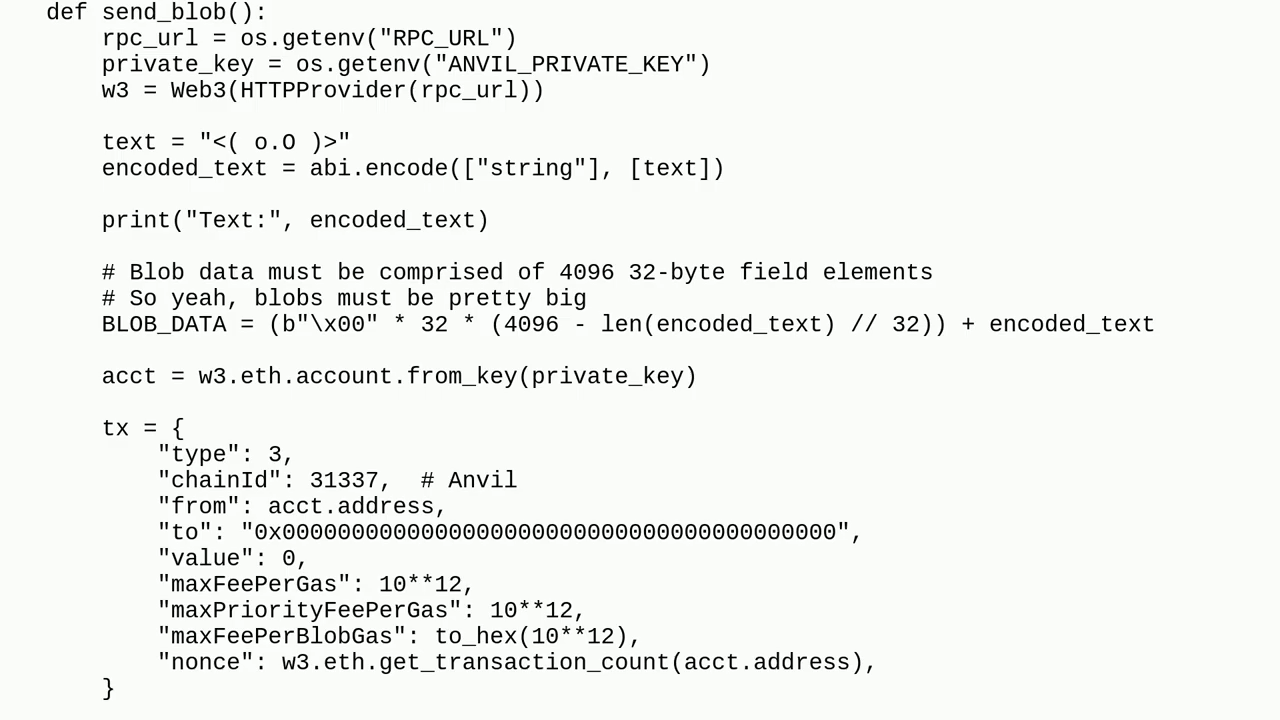 def send_blob():
    rpc_url = os.getenv("RPC_URL")
    private_key = os.getenv("ANVIL_PRIVATE_KEY")
    w3 = Web3(HTTPProvider(rpc_url))

    text = "<( o.O )>"
    encoded_text = abi.encode(["string"], [text])

    print("Text:", encoded_text)

    # Blob data must be comprised of 4096 32-byte field elements
    # So yeah, blobs must be pretty big
    BLOB_DATA = (b"\x00" * 32 * (4096 - len(encoded_text) // 32)) + encoded_text

    acct = w3.eth.account.from_key(private_key)

    tx = {
        "type": 3,
        "chainId": 31337,  # Anvil
        "from": acct.address,
        "to": "0x0000000000000000000000000000000000000000",
        "value": 0,
        "maxFeePerGas": 10**12,
        "maxPriorityFeePerGas": 10**12,
        "maxFeePerBlobGas": to_hex(10**12),
        "nonce": w3.eth.get_transaction_count(acct.address),
    }